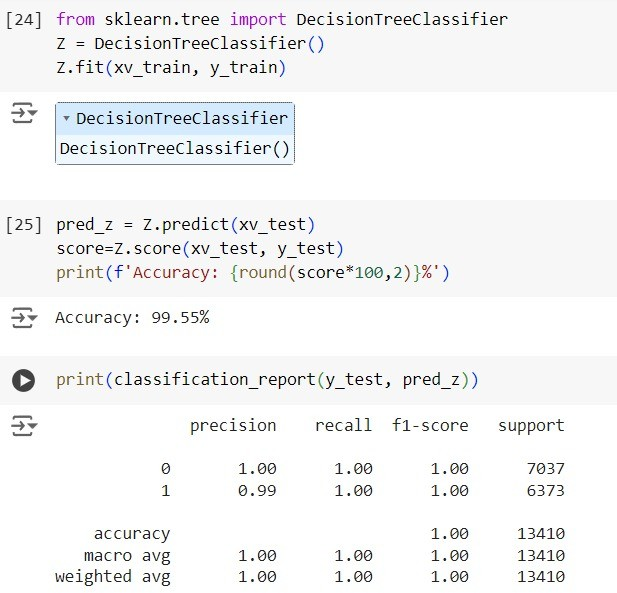 [24] from sklearn.tree import DecisionTreeClassifier
Z = DecisionTreeClassifier()
Z.fit(xv_train, y_train)
DecisionTreeClassifier
DecisionTreeClassifier()
[25] pred_z = Z.predict(xv_test)
score=Z.score(xv_test, y_test)
print(f'Accuracy: {round(score*100,2)}%')
Accuracy: 99.55%
print(classification_report(y_test, pred_z))
precision recall f1-score support
0 1.00 1.00 1.00 7037
1 0.99 1.00 1.00 6373
accuracy 1.00 13410
macro avg 1.00 1.00 1.00 13410
weighted avg 1.00 1.00 1.00 13410